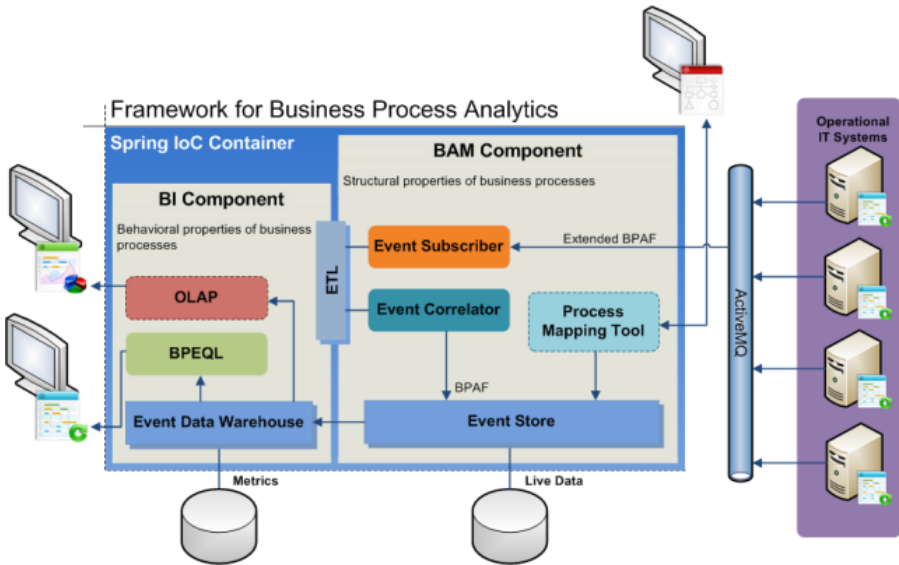 Framework for Business Process Analytics
Spring IoC Container
BAM Component
Structural properties of business processes
BI Component
Behavioral properties of business
processes
ETL
Event Subscriber
Extended BPAF
OLAP
Event Correlator
Process
Mapping Tool
BPEQL
BPAF
Event Data Warehouse
Event Store
Metrics
Live Data
ActiveMQ
Operational
IT Systems